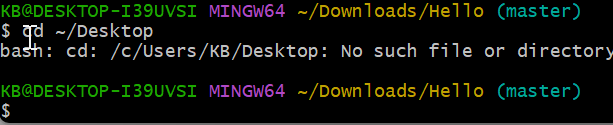 KB@DESKTOP-I39UVSI MINGW64 ~/Downloads/Hello (master)
$ cd ~/Desktop
bash: cd: /c/Users/KB/Desktop: No such file or directory
KB@DESKTOP-I39UVSI MINGW64 ~/Downloads/Hello (master)
$